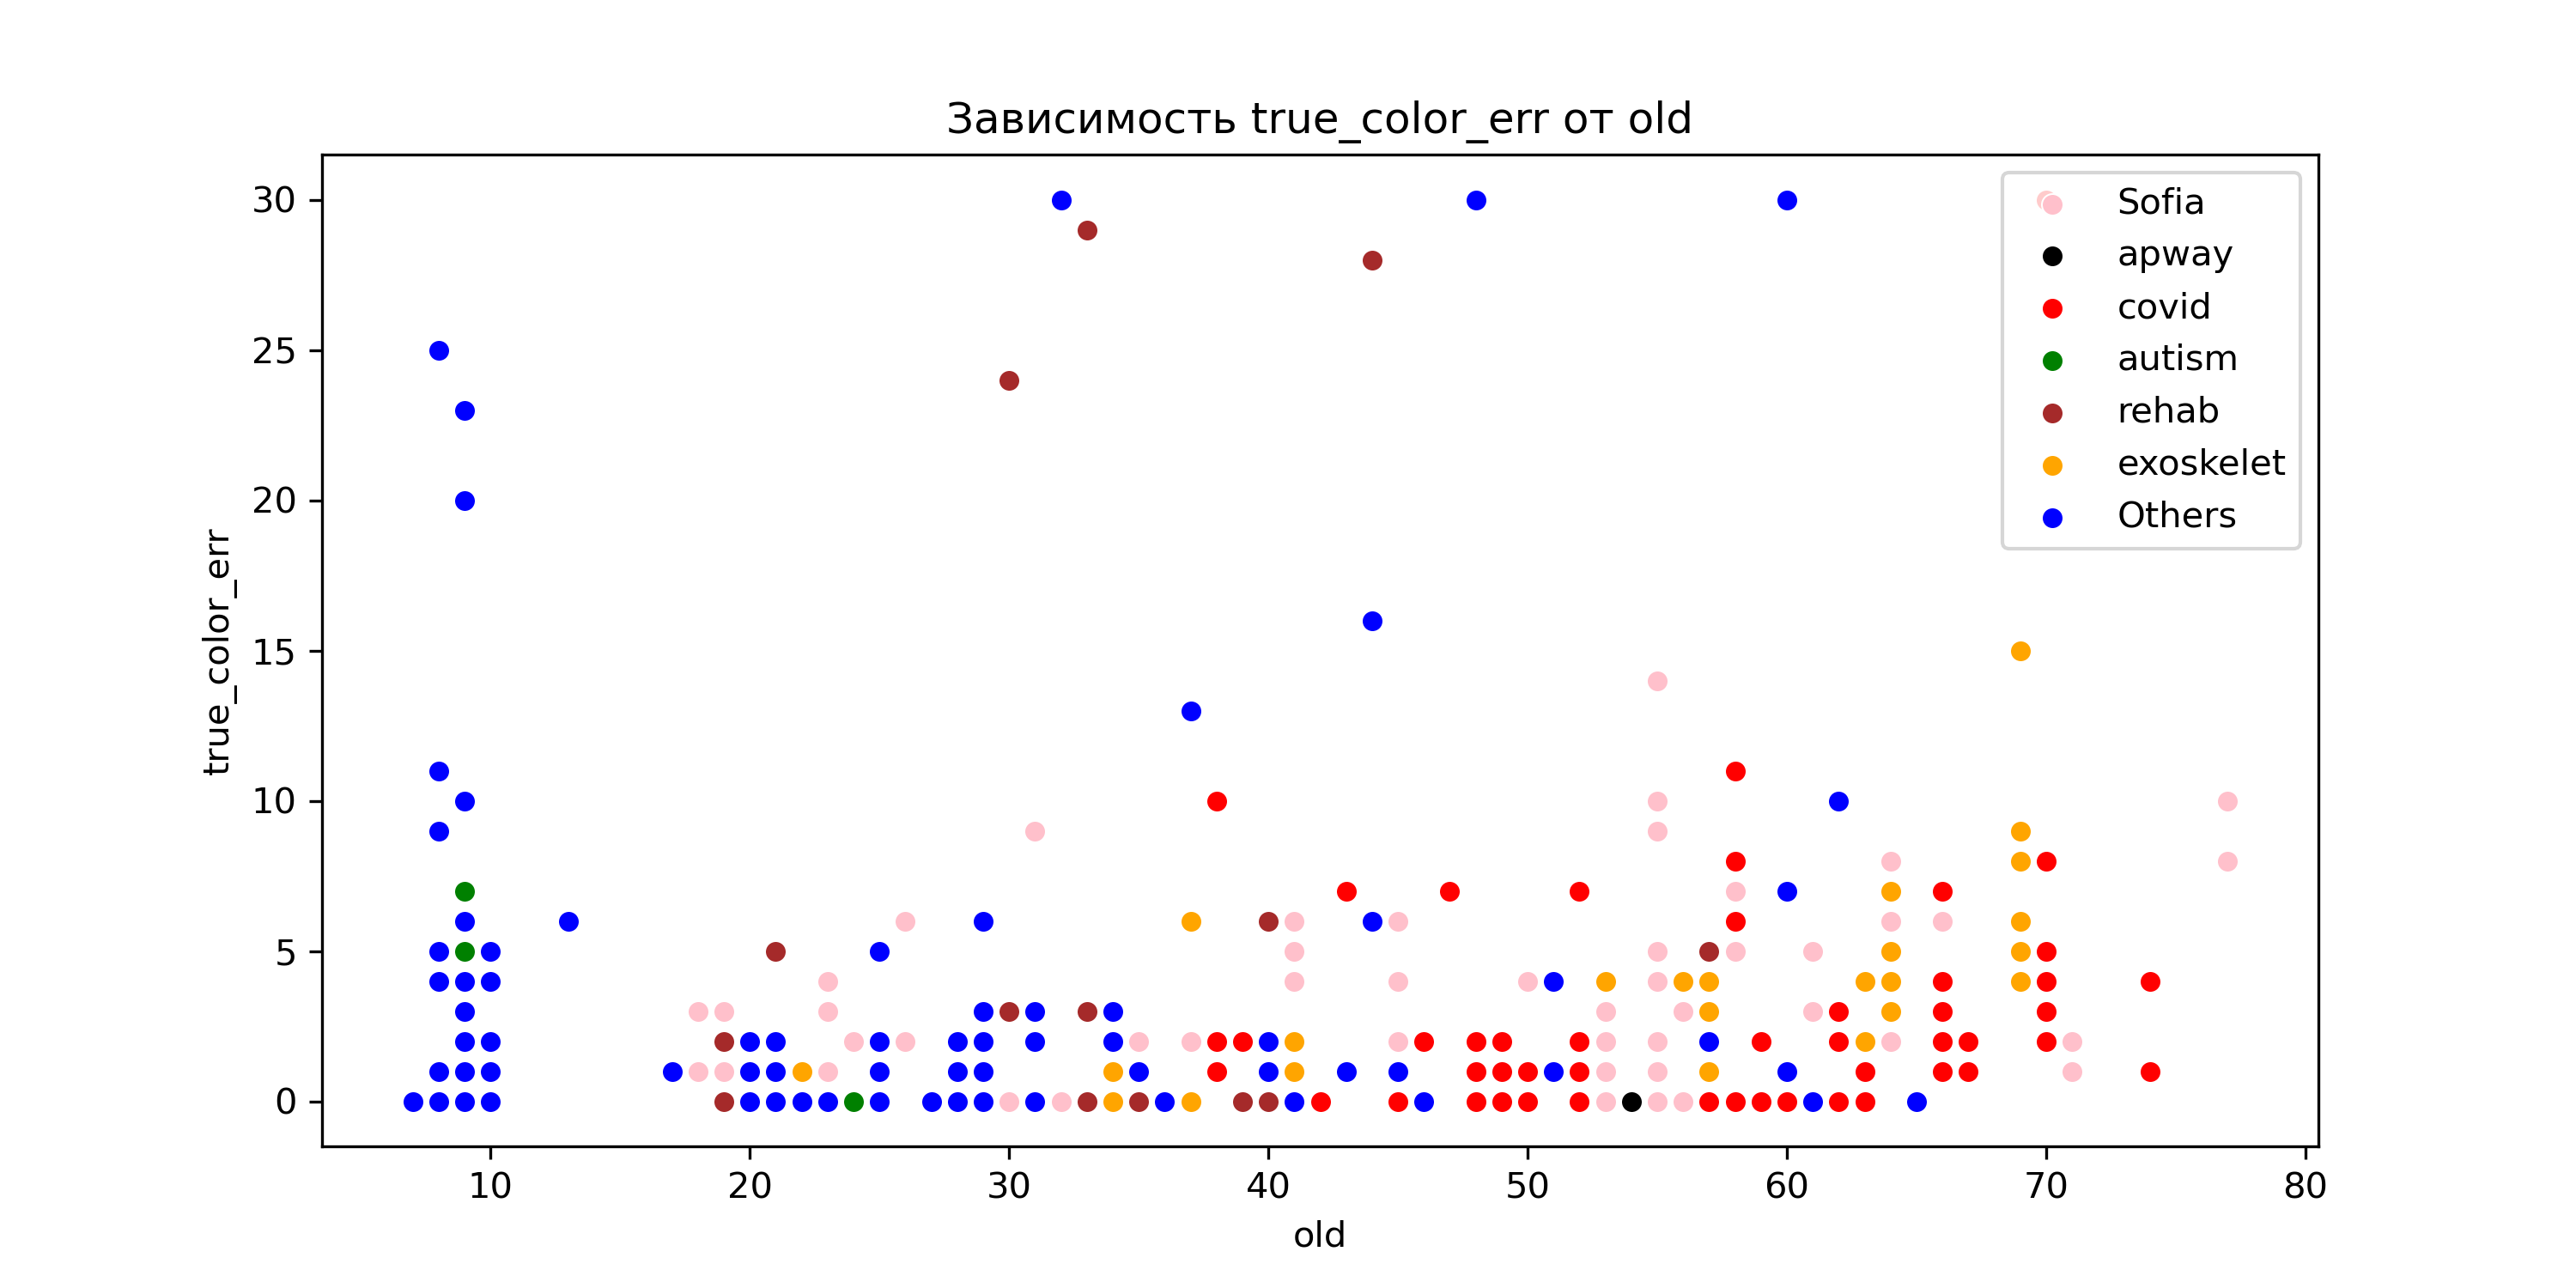 Зависимость true_color_err от old
true_color_err
30
25
20
15
10
5
0
Sofia
apway
covid
autism
rehab
exoskelet
Others
10 20 30 40 50 60 70 80
old